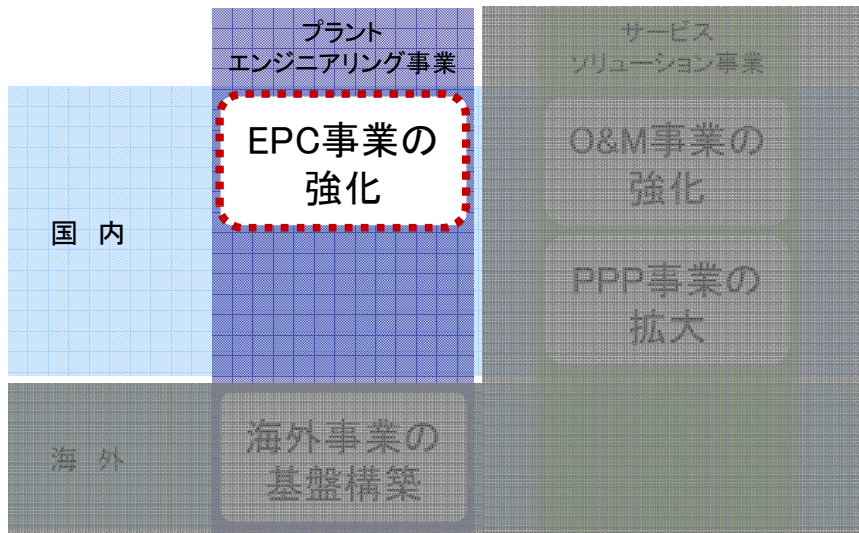 プラント
エンジニアリング事業
サービス
ソリューション事業
EPC事業の
強化
O&M事業の
強化
国　内
PPP事業の
拡大
海　外
海外事業の
基盤構築